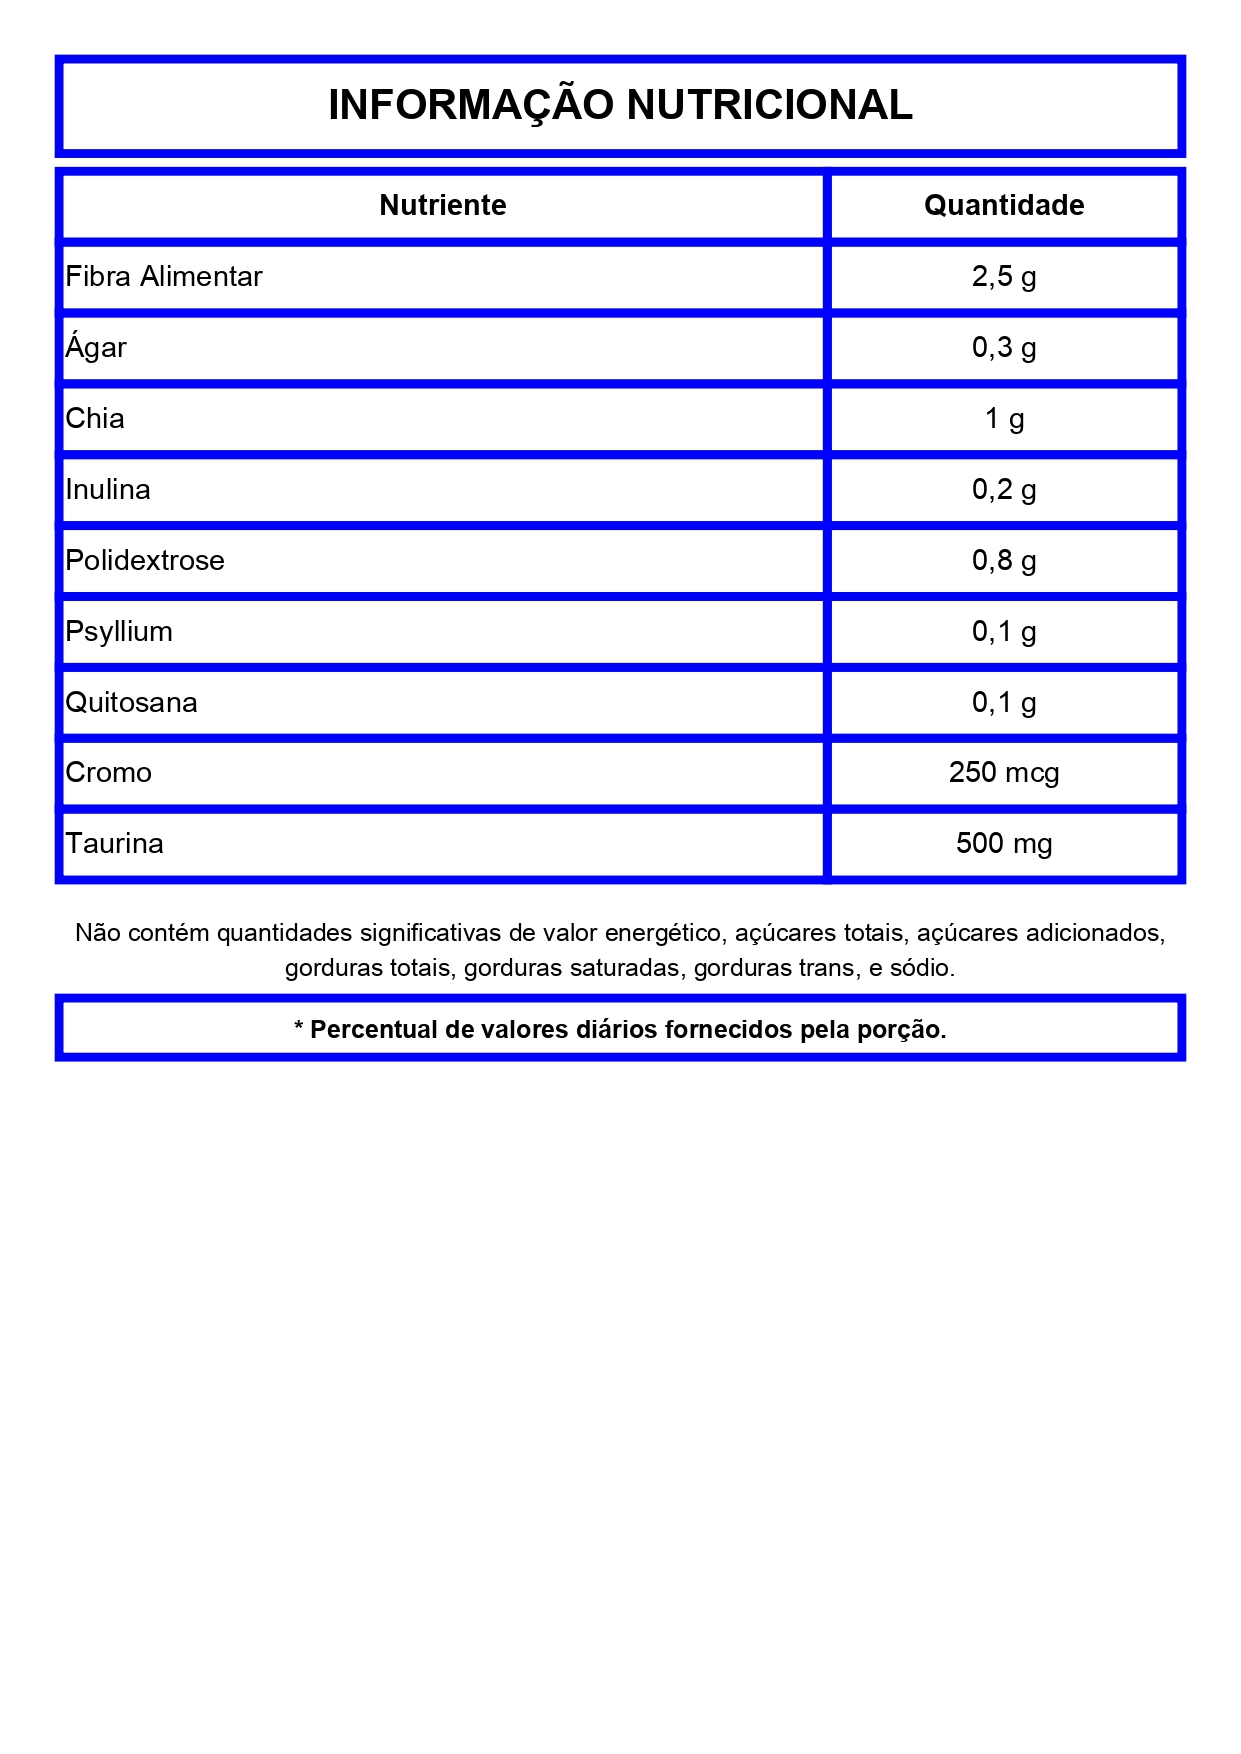 INFORMAÇÃO NUTRICIONAL
Nutriente Quantidade
Fibra Alimentar 2,5 g
Ágar 0,3 g
Chia 1 g
Inulina 0,2 g
Polidextrose 0,8 g
Psyllium 0,1 g
Quitosana 0,1 g
Cromo 250 mcg
Taurina 500 mg
Não contém quantidades significativas de valor energético, açúcares totais, açúcares adicionados,
gorduras totais, gorduras saturadas, gorduras trans, e sódio.
* Percentual de valores diários fornecidos pela porção.